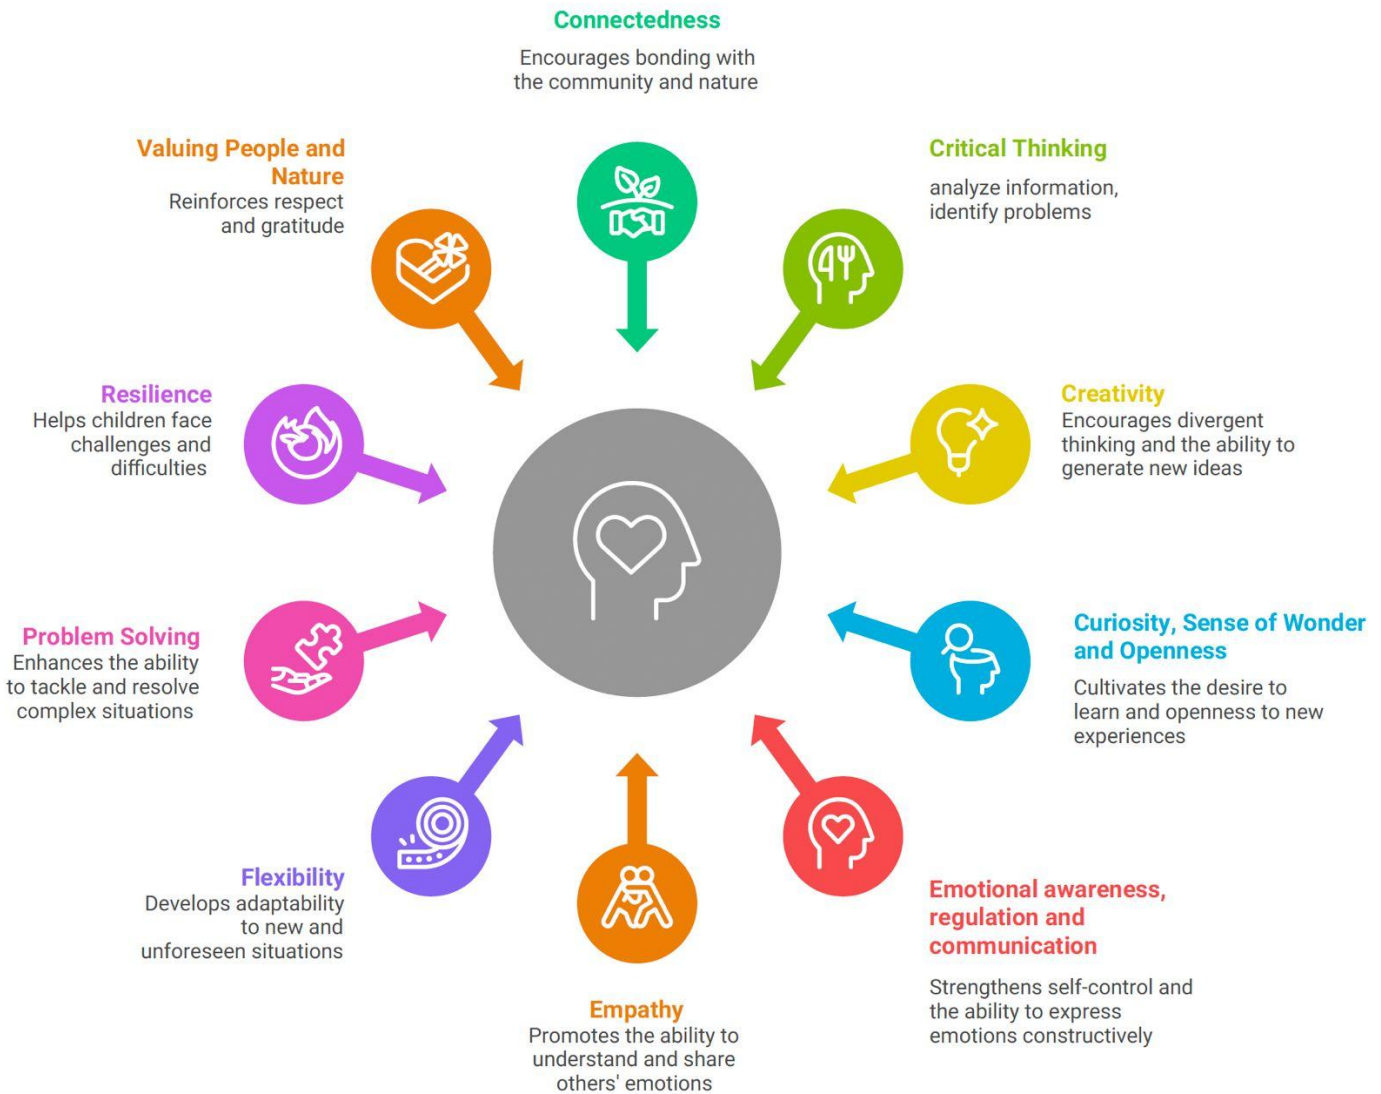 Connectedness
Encourages bonding with
the community and nature
Critical Thinking
analyze information,
identify problems
Creativity
Encourages divergent
thinking and the ability to
generate new ideas
Curiosity, Sense of Wonder
and Openness
Cultivates the desire to
learn and openness to new
experiences
Emotional awareness,
regulation and
communication
Strengthens self-control and
the ability to express
emotions constructively
Empathy
Promotes the ability to
understand and share
others' emotions
Flexibility
Develops adaptability
to new and
unforeseen situations
Problem Solving
Enhances the ability
to tackle and resolve
complex situations
Resilience
Helps children face
challenges and
difficulties
Valuing People and
Nature
Reinforces respect
and gratitude